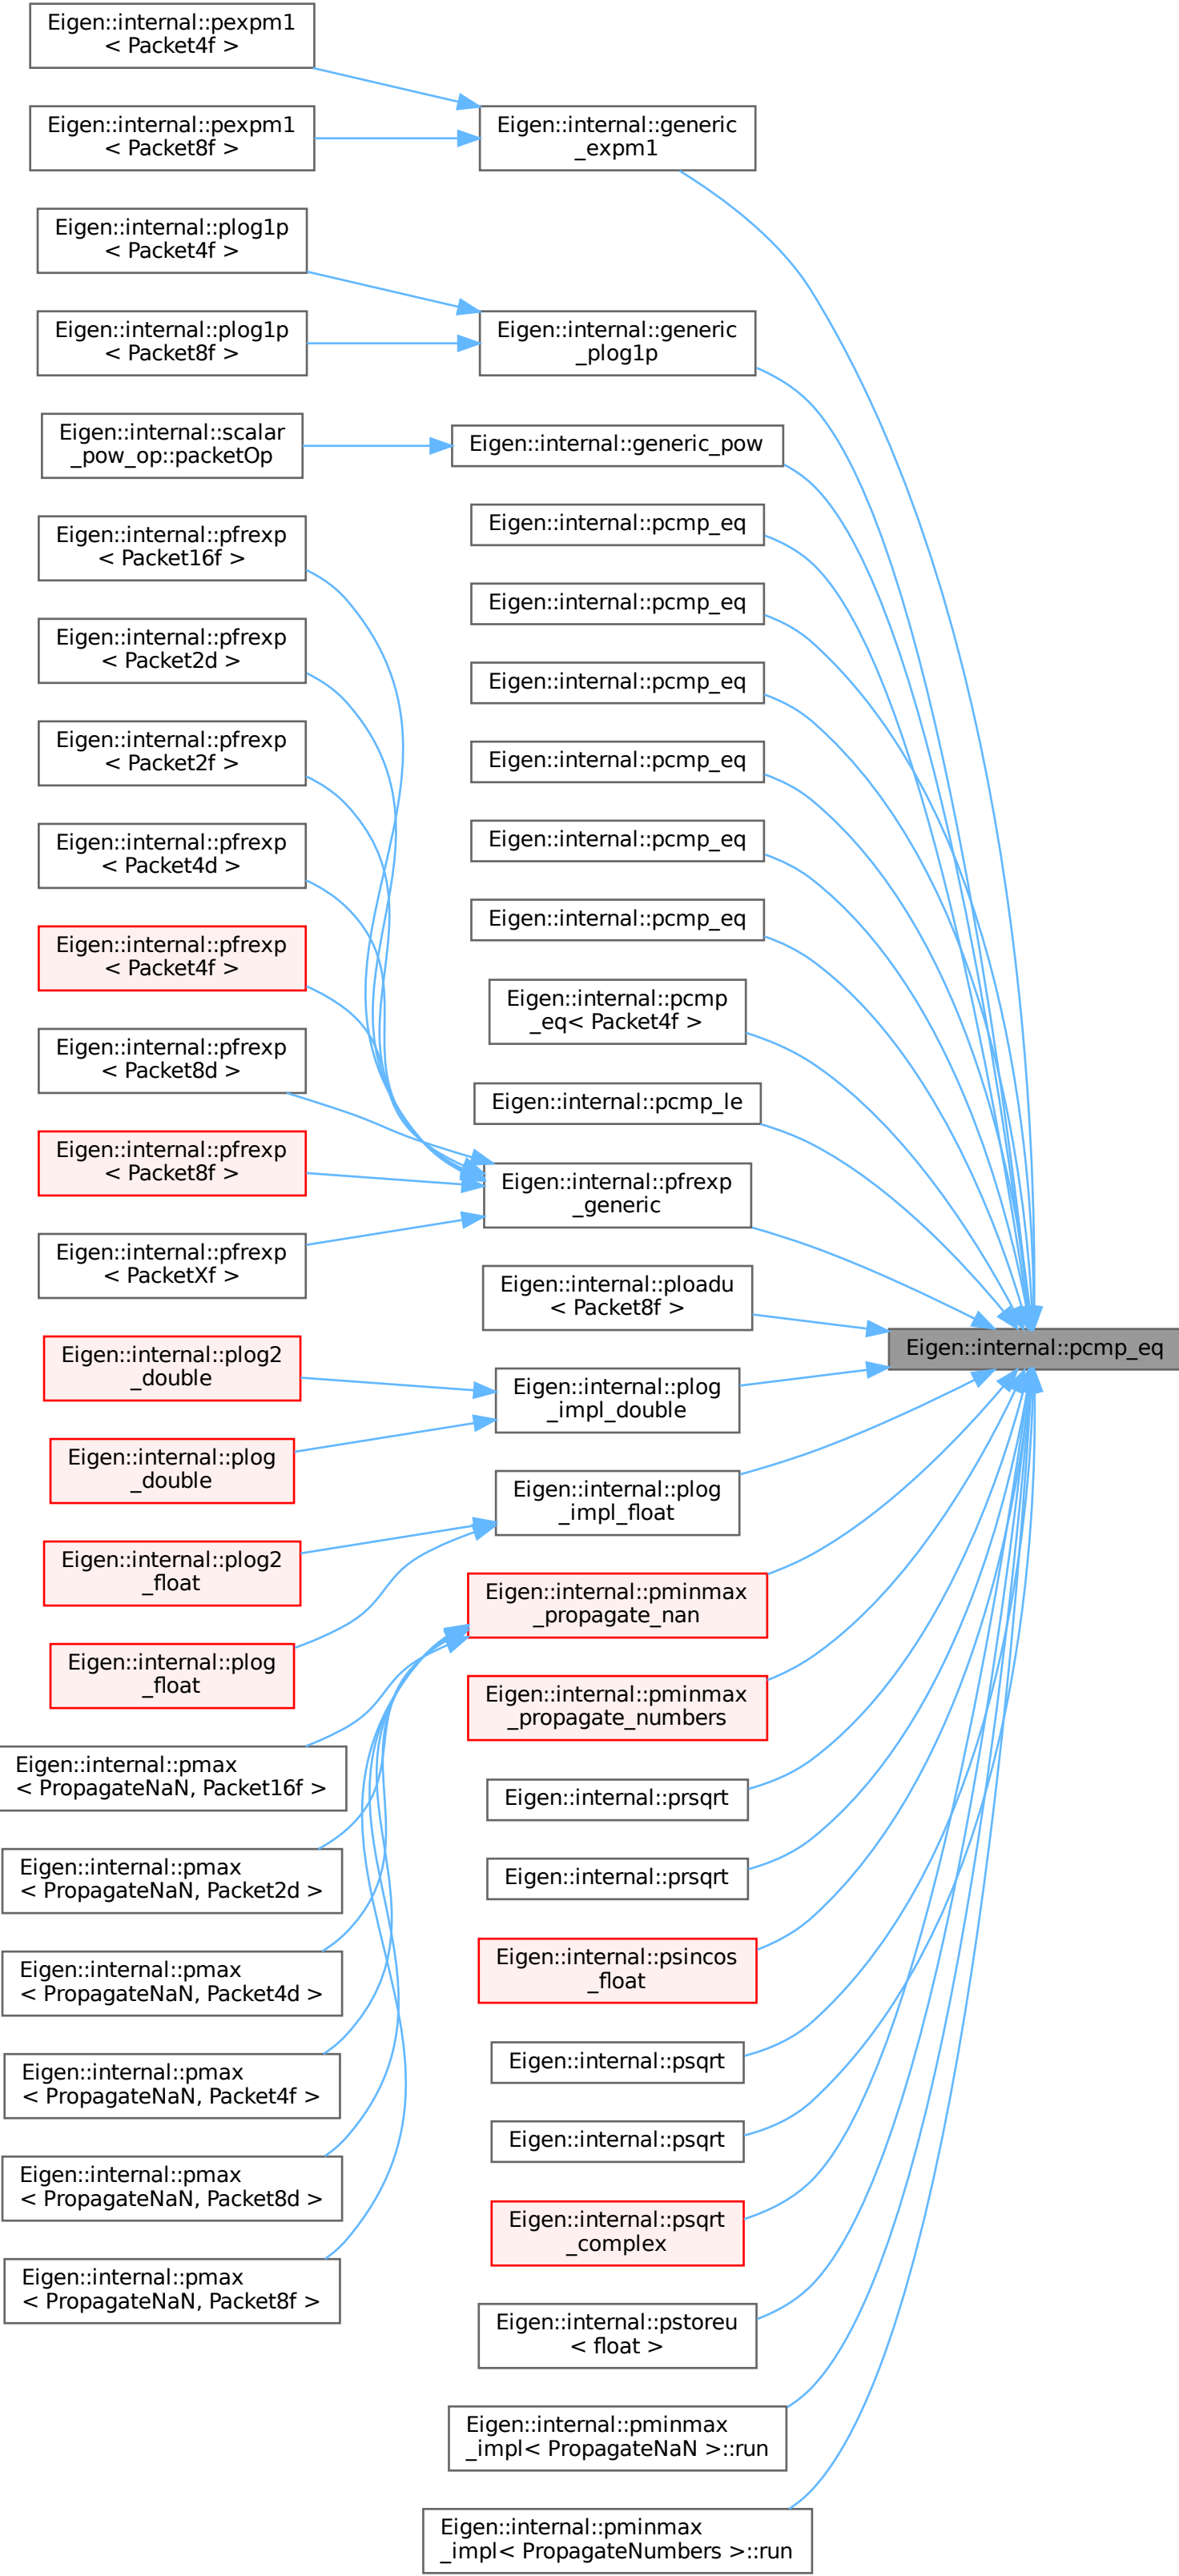 Eigen::internal::pexpm1
< Packet4f >
Eigen::internal::pexpm1
< Packet8f >
Eigen::internal::plog1p
< Packet4f >
Eigen::internal::plog1p
< Packet8f >
Eigen::internal::scalar
_pow_op::packetOp
Eigen::internal::pfrexp
< Packet16f >
Eigen::internal::pfrexp
< Packet2d >
Eigen::internal::pfrexp
< Packet2f >
Eigen::internal::pfrexp
< Packet4d >
Eigen::internal::pfrexp
< Packet4f >
Eigen::internal::pfrexp
< Packet8d >
Eigen::internal::pfrexp
< Packet8f >
Eigen::internal::pfrexp
< PacketXf >
Eigen::internal::plog2
_double
Eigen::internal::plog
_double
Eigen::internal::plog2
_float
Eigen::internal::plog
_float
Eigen::internal::pmax
< PropagateNaN, Packet16f >
Eigen::internal::pmax
< PropagateNaN, Packet2d >
Eigen::internal::pmax
< PropagateNaN, Packet4d >
Eigen::internal::pmax
< PropagateNaN, Packet4f >
Eigen::internal::pmax
< PropagateNaN, Packet8d >
Eigen::internal::pmax
< PropagateNaN, Packet8f >
Eigen::internal::generic
_expm1
Eigen::internal::generic
_plog1p
Eigen::internal::generic_pow
Eigen::internal::pcmp_eq
Eigen::internal::pcmp_eq
Eigen::internal::pcmp_eq
Eigen::internal::pcmp_eq
Eigen::internal::pcmp_eq
Eigen::internal::pcmp_eq
Eigen::internal::pcmp
_eq< Packet4f >
Eigen::internal::pcmp_le
Eigen::internal::pfrexp
_generic
Eigen::internal::ploadu
< Packet8f >
Eigen::internal::plog
_impl_double
Eigen::internal::plog
_impl_float
Eigen::internal::pminmax
_propagate_nan
Eigen::internal::pminmax
_propagate_numbers
Eigen::internal::prsqrt
Eigen::internal::prsqrt
Eigen::internal::psincos
_float
Eigen::internal::psqrt
Eigen::internal::psqrt
Eigen::internal::psqrt
_complex
Eigen::internal::pstoreu
< float >
Eigen::internal::pminmax
_impl< PropagateNaN >::run
Eigen::internal::pminmax
_impl< PropagateNumbers >::run
Eigen::internal::pcmp_eq